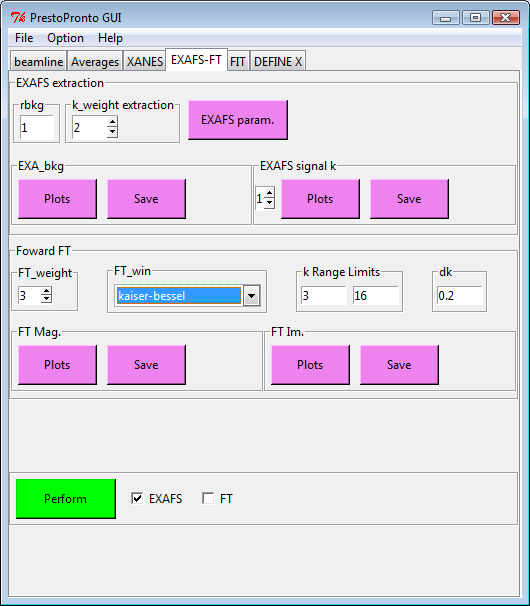 PrestoPronto GUI
File Option Help
beamline Averages XANES EXAFS-FT FIT DEFINE X
EXAFS extraction
rbkg k_weight extraction
1 2 EXAFS param.
EXA_bkg EXAFS signal k
Plots Save 1 Plots Save
Foward FT
FT_weight FT_win k Range Limits dk
3 kaiser-bessel 3 16 0.2
FT Mag. FT Im.
Plots Save Plots Save
Perform EXAFS FT